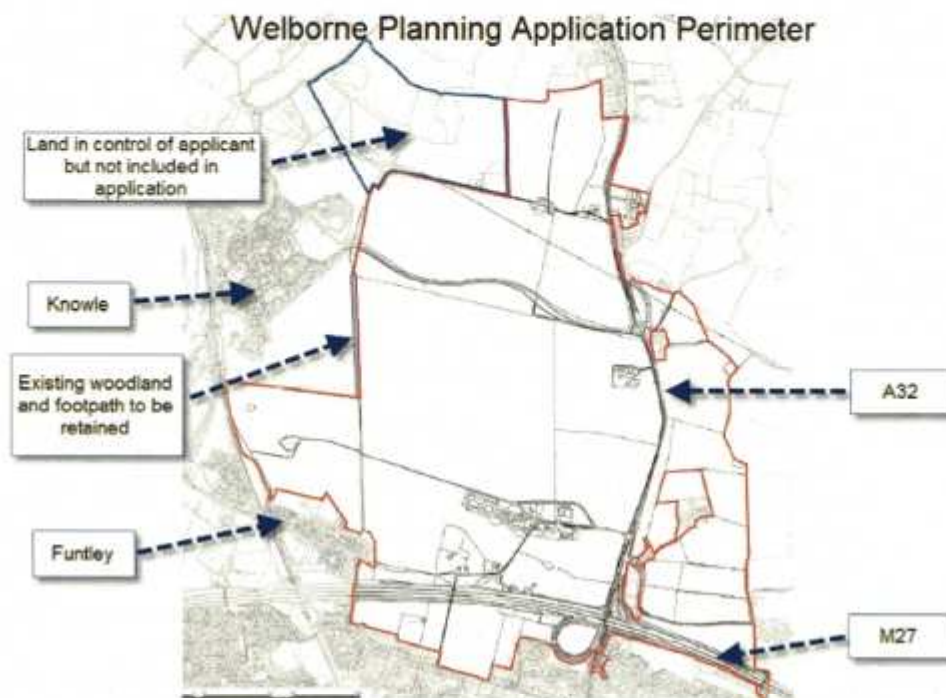 Welborne Planning Application Perimeter
Land in control of applicant
but not included in
application
Knowle
Existing woodland
and footpath to be
retained
A32
Funtley
M27